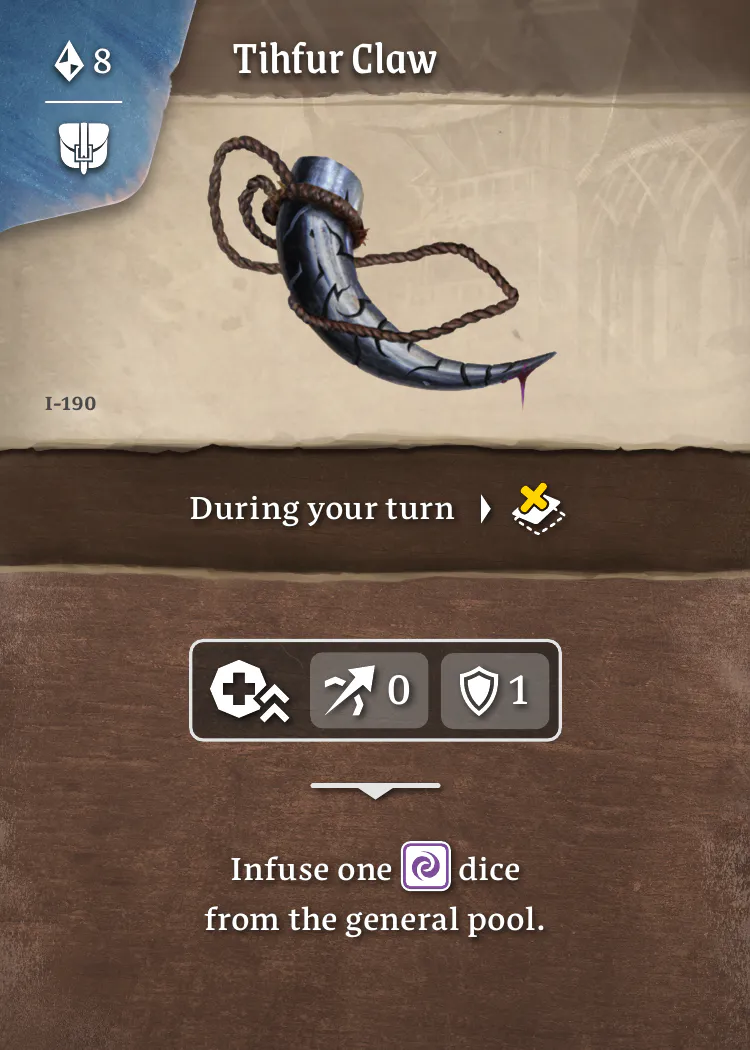 8
Tihfur Claw
I-190
During your turn
0 1
Infuse one dice
from the general pool.